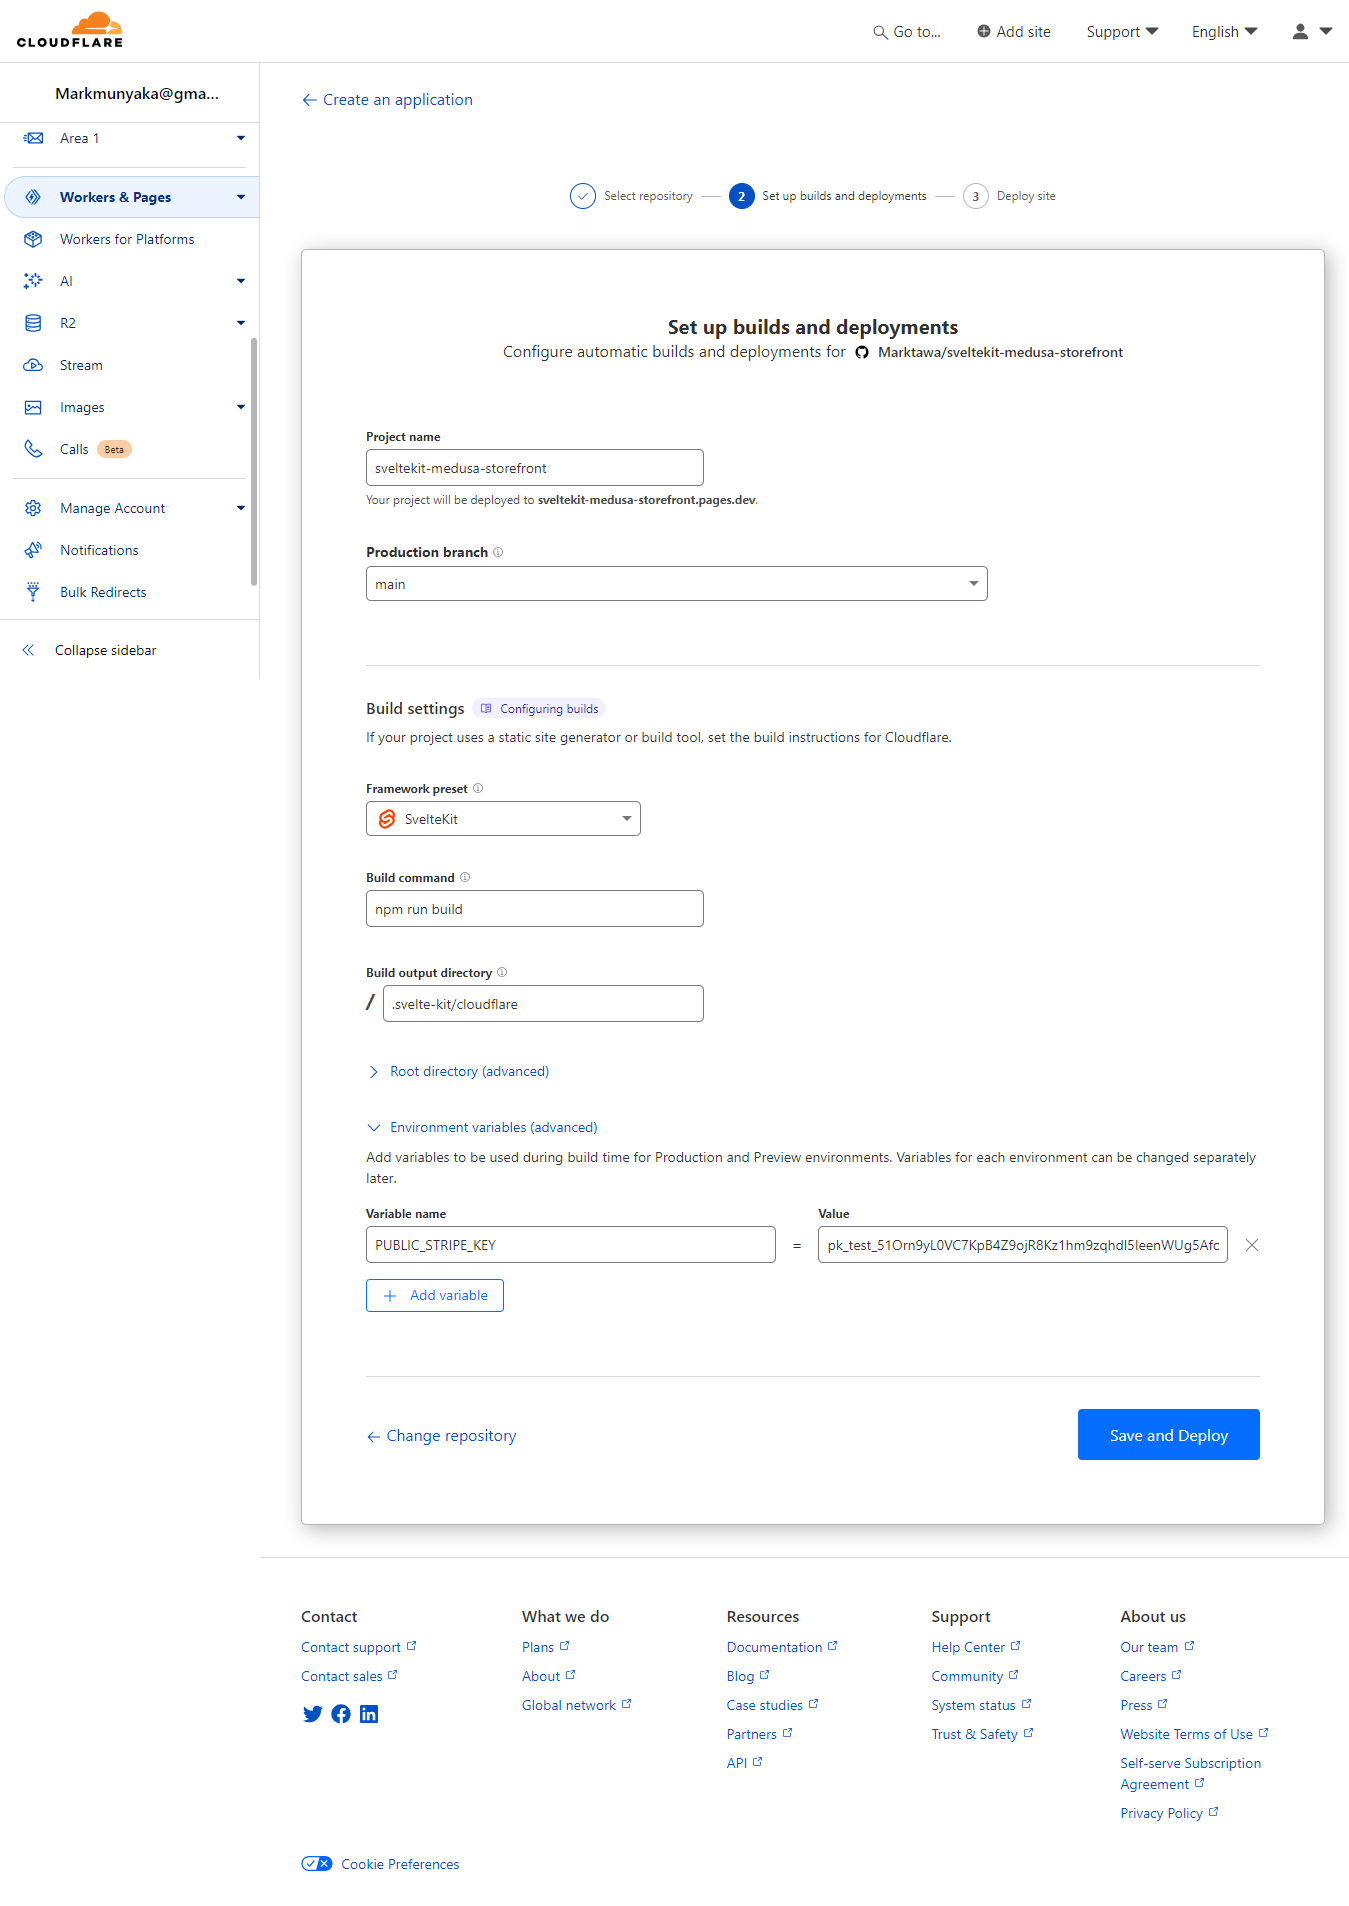 CLOUDFLARE
Go to...
Add site
Support
English
Markmunyaka@gma...
Area 1
Workers & Pages
Workers for Platforms
AI
R2
Stream
Images
Calls Beta
Manage Account
Notifications
Bulk Redirects
Collapse sidebar
Create an application
Select repository
2 Set up builds and deployments
3 Deploy site
Set up builds and deployments
Configure automatic builds and deployments for Marktawa/sveltekit-medusa-storefront
Project name
sveltekit-medusa-storefront
Your project will be deployed to sveltekit-medusa-storefront.pages.dev.
Production branch
main
Build settings Configuring builds
If your project uses a static site generator or build tool, set the build instructions for Cloudflare.
Framework preset
SvelteKit
Build command
npm run build
Build output directory
/ .svelte-kit/cloudflare
Root directory (advanced)
Environment variables (advanced)
Add variables to be used during build time for Production and Preview environments. Variables for each environment can be changed separately
later.
Variable name Value
PUBLIC_STRIPE_KEY = pk_test_51Orn9yL0VC7KpB4Z9ojR8Kz1hm9zqhdI5IeenWUg5Afc
Add variable
Change repository
Save and Deploy
Contact
Contact support
Contact sales
What we do
Plans
About
Global network
Resources
Documentation
Blog
Case studies
Partners
API
Support
Help Center
Community
System status
Trust & Safety
About us
Our team
Careers
Press
Website Terms of Use
Self-serve Subscription
Agreement
Privacy Policy
Cookie Preferences